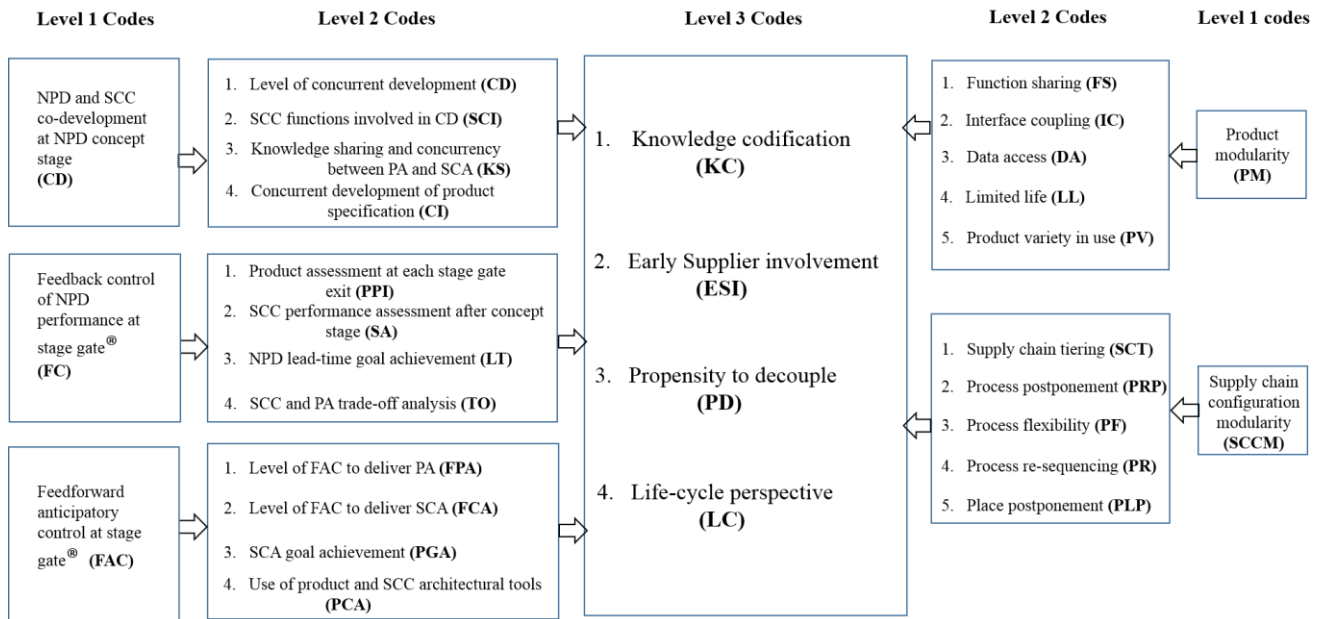 Level 1 Codes
Level 2 Codes
Level 3 Codes
Level 2 Codes
Level 1 codes
NPD and SCC
co-development
at NPD concept
stage
(CD)
1. Level of concurrent development (CD)
2. SCC functions involved in CD (SCI)
3. Knowledge sharing and concurrency
between PA and SCA (KS)
4. Concurrent development of product
specification (CI)
Feedback control
of NPD
performance at
stage gate®
(FC)
1. Product assessment at each stage gate
exit (PPI)
2. SCC performance assessment after concept
stage (SA)
3. NPD lead-time goal achievement (LT)
4. SCC and PA trade-off analysis (TO)
Feedforward
anticipatory
control at stage
gate® (FAC)
1. Level of FAC to deliver PA (FPA)
2. Level of FAC to deliver SCA (FCA)
3. SCA goal achievement (PGA)
4. Use of product and SCC architectural tools
(PCA)
1. Knowledge codification
(KC)
2. Early Supplier involvement
(ESI)
3. Propensity to decouple
(PD)
4. Life-cycle perspective
(LC)
1. Function sharing (FS)
2. Interface coupling (IC)
3. Data access (DA)
4. Limited life (LL)
5. Product variety in use (PV)
Product
modularity
(PM)
1. Supply chain tiering (SCT)
2. Process postponement (PRP)
3. Process flexibility (PF)
4. Process re-sequencing (PR)
5. Place postponement (PLP)
Supply chain
configuration
modularity
(SCCM)